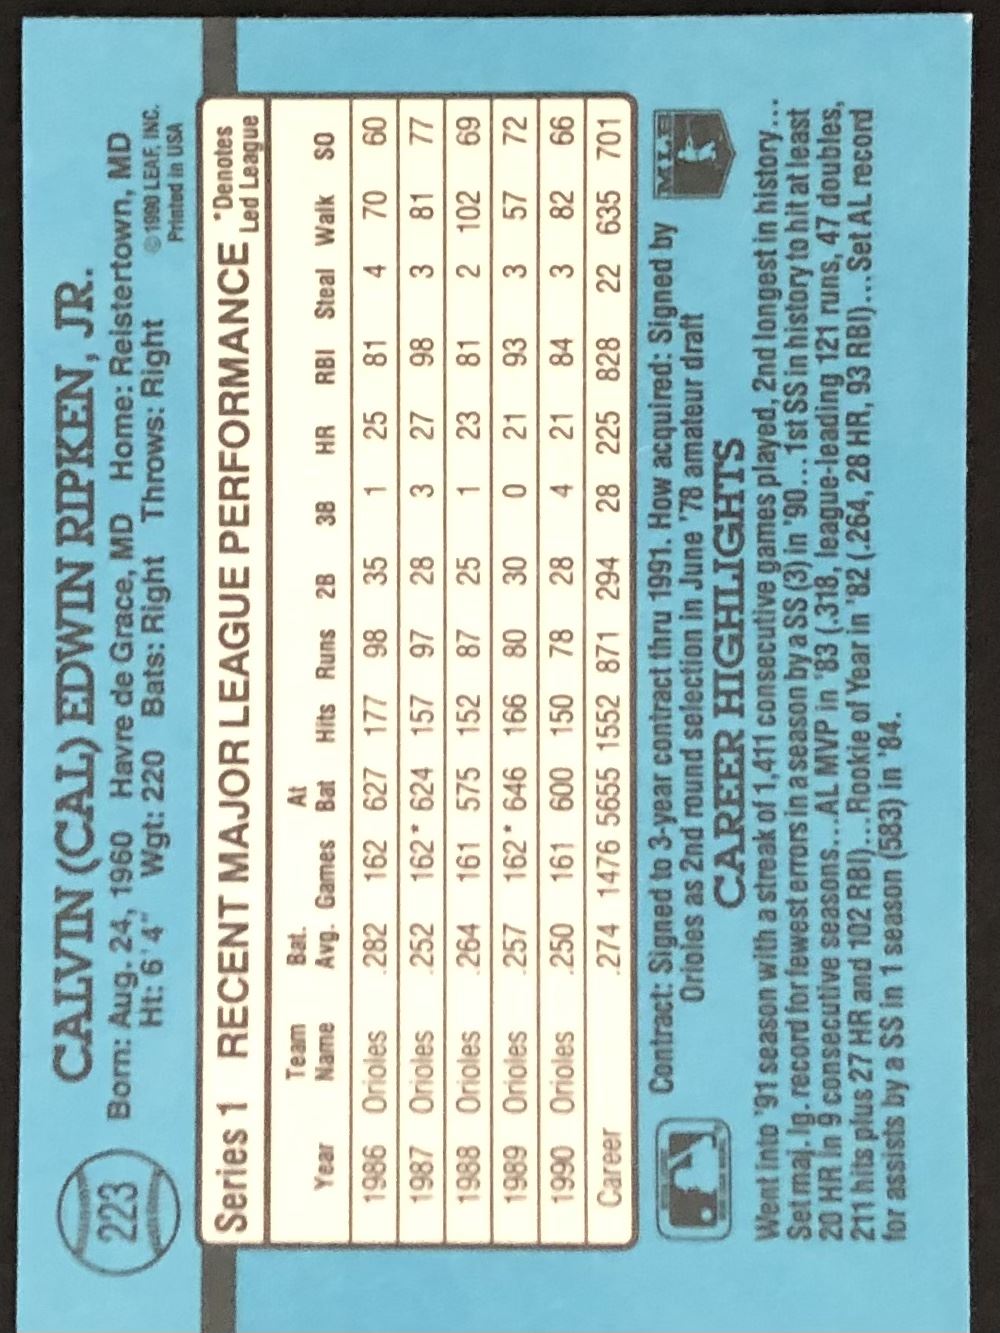 223
CALVIN (CAL) EDWIN RIPKEN, JR.
Born: Aug. 24, 1960 Havre de Grace, MD Home: Reistertown, MD
Ht: 6'4" Wgt: 220 Bats: Right Throws: Right
© 1990 LEAF, INC.
Printed in USA
Series 1 RECENT MAJOR LEAGUE PERFORMANCE *Denotes Led League
Year Team Name Bat. Avg. Games At Bat Hits Runs 2B 3B HR RBI Steal Walk SO
1986 Orioles .282 162 627 177 98 35 1 25 81 4 70 60
1987 Orioles .252 162* 624 157 97 28 3 27 98 3 81 77
1988 Orioles .264 161 575 152 87 25 1 23 81 2 102 69
1989 Orioles .257 162* 646 166 80 30 0 21 93 3 57 72
1990 Orioles .250 161 600 150 78 28 4 21 84 3 82 66
Career .274 1476 5655 1552 871 294 28 225 828 22 635 701
Contract: Signed to 3-year contract thru 1991. How acquired: Signed by
Orioles as 2nd round selection in June '78 amateur draft
MLB
CAREER HIGHLIGHTS
Went into '91 season with a streak of 1,411 consecutive games played, 2nd longest in history...
Set maj. lg. record for fewest errors in a season by a SS (3) in '90...1st SS in history to hit at least
20 HR in 9 consecutive seasons...AL MVP in '83 (.318, league-leading 121 runs, 47 doubles,
211 hits plus 27 HR and 102 RBI)...Rookie of Year in '82 (.264, 28 HR, 93 RBI)...Set AL record
for assists by a SS in 1 season (583) in '84.